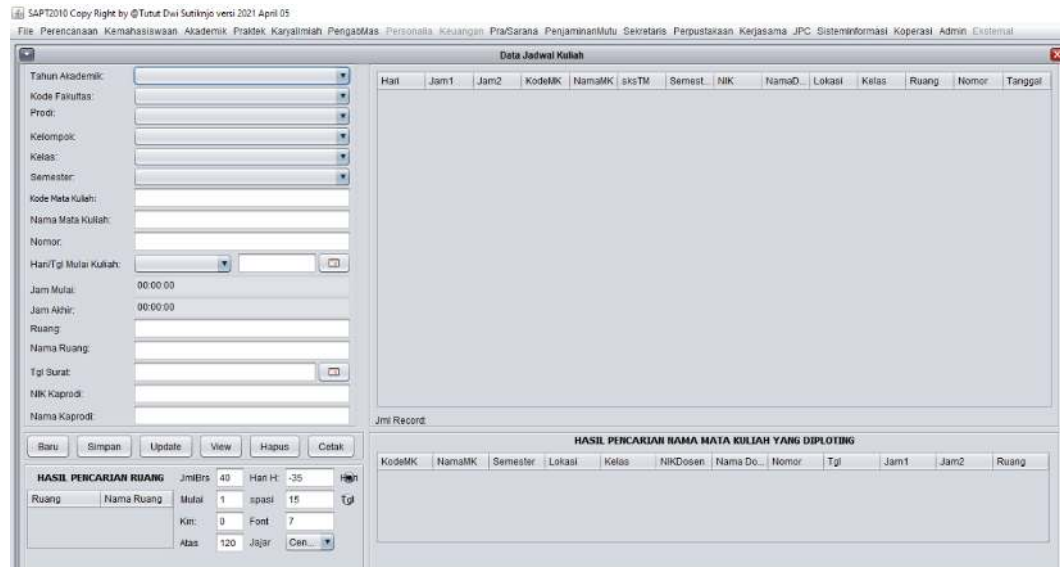 SAPT2010 Copy Right by @Tutut Dwi Sutiknjo versi 2021 April 05
File Perencanaan Kemahasiswaan Akademik Praktek KaryaIlmiah PengabMas Personalia Keuangan Pra/Sarana PenjaminanMutu Sekretaris Perpustakaan Kerjasama JPC SistemInformasi Koperasi Admin Eksternal
Data Jadwal Kuliah
Tahun Akademik:
Kode Fakultas:
Prodi:
Kelompok:
Kelas:
Semester:
Kode Mata Kuliah:
Nama Mata Kuliah:
Nomor:
Hari/Tgl Mulai Kuliah:
Jam Mulai: 00:00:00
Jam Akhir: 00:00:00
Ruang:
Nama Ruang:
Tgl Surat:
NIK Kaprodi:
Nama Kaprodi:
Baru Simpan Update View Hapus Cetak
HASIL PENCARIAN RUANG
Ruang Nama Ruang
JmlBrs 40 Hari H: -35
Mulai 1 spasi 15 Tgl
Kiri: 0 Font 7
Atas 120 Jajar Cen...
Hari Jam1 Jam2 KodeMK NamaMK sksTM Semest... NIK NamaD... Lokasi Kelas Ruang Nomor Tanggal
Jml Record:
HASIL PENCARIAN NAMA MATA KULIAH YANG DIPLOTING
KodeMK NamaMK Semester Lokasi Kelas NIKDosen Nama Do... Nomor Tgl Jam1 Jam2 Ruang